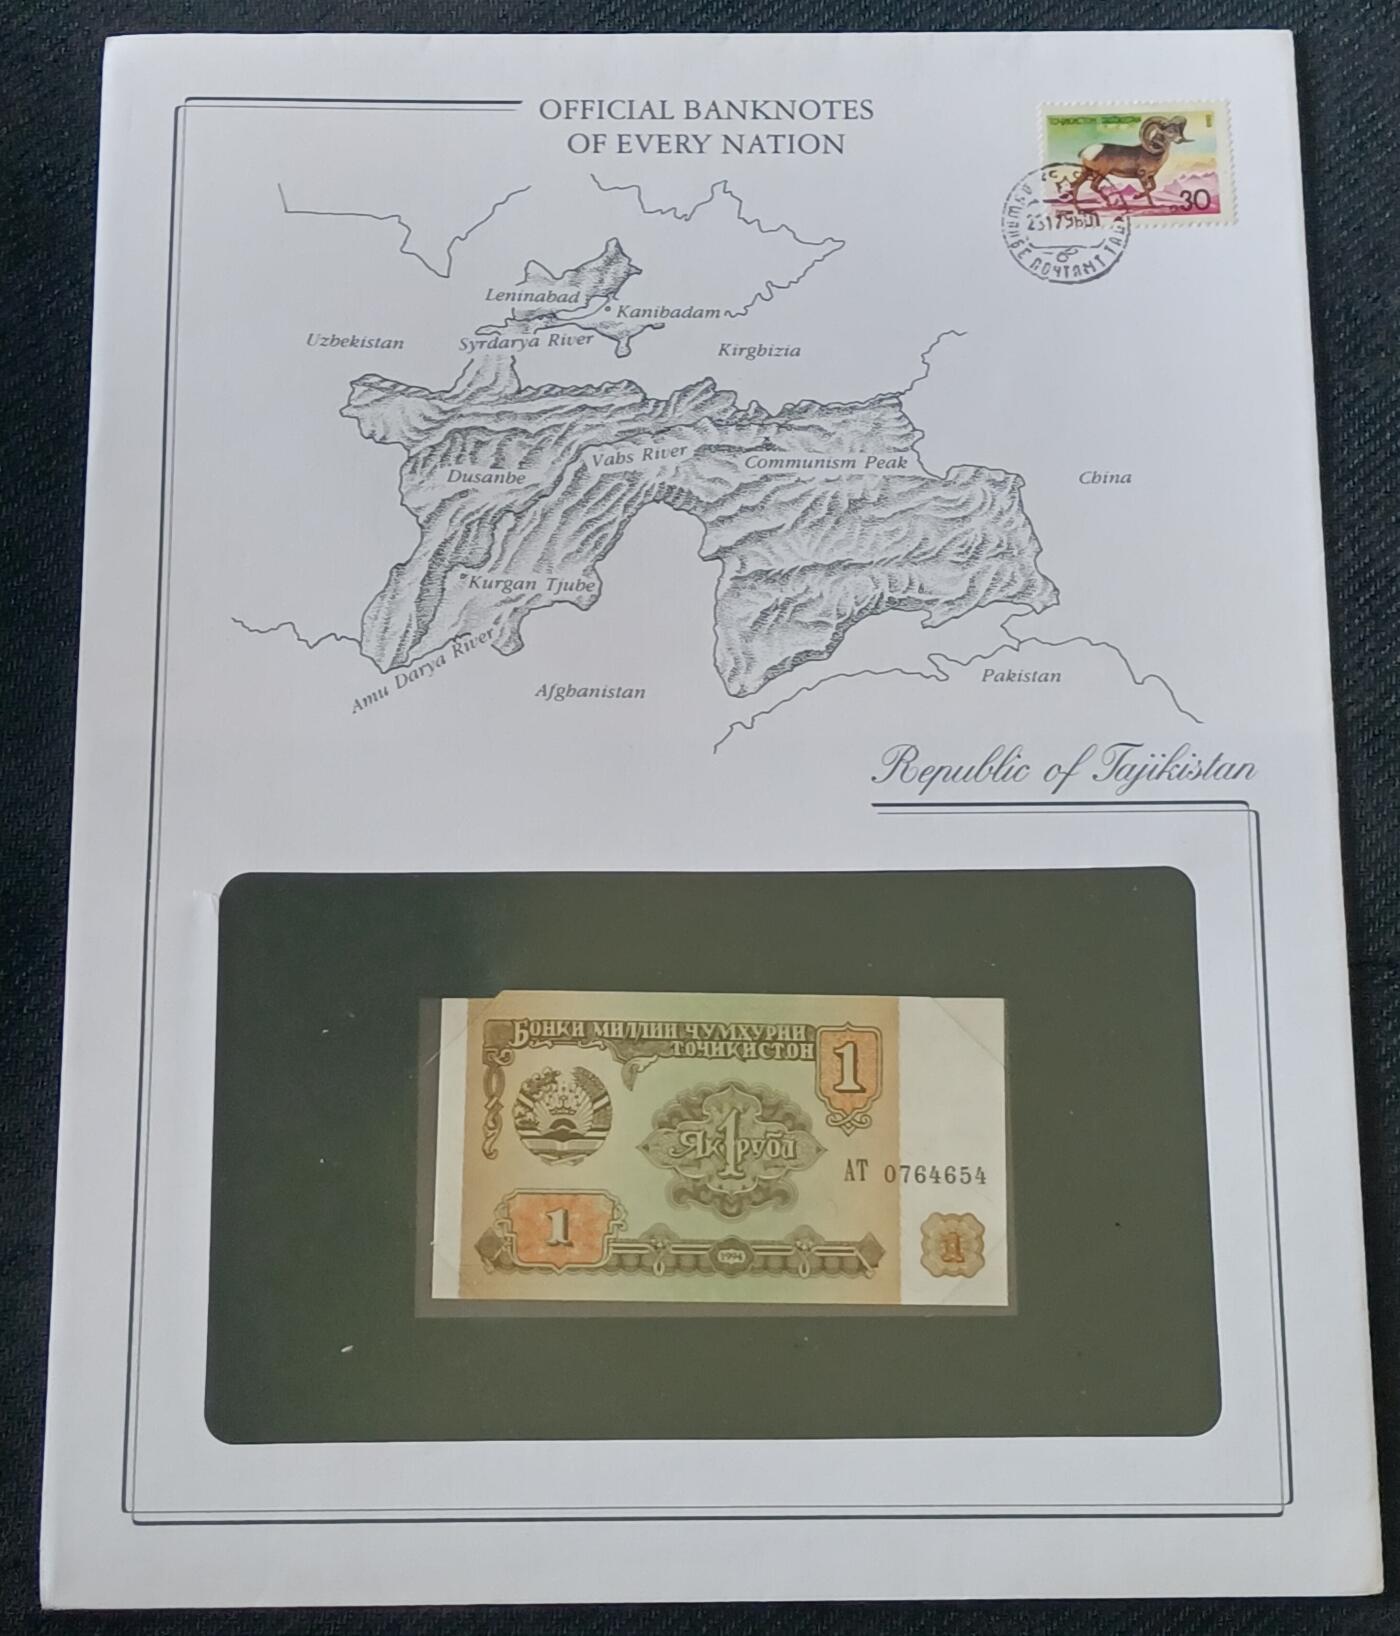 OFFICIAL BANKNOTES
OF EVERY NATION
30
ПОЧТАМТ
Leninabad
Kanibadam
Uzbekistan
Syrdarya River
Kirghizia
Vabs River
Communism Peak
Dusanbe
China
Kurgan Tjube
Amu Darya River
Afghanistan
Pakistan
Republic of Tajikistan
БОНКИ МИЛЛИИ ҶУМҲУРИИ
ТОҶИКИСТОН
1
1
Як рубл
АТ 0764654
1
1994
1